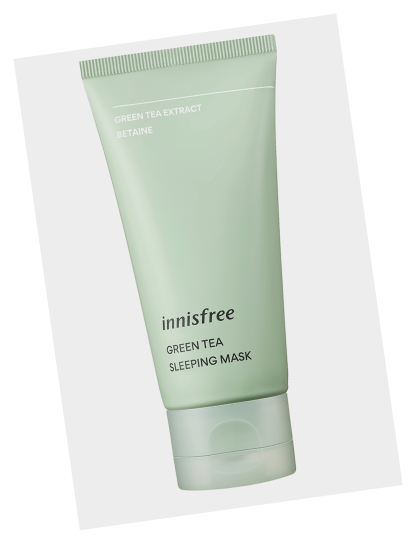 GREEN TEA EXTRACT
BETAINE
innisfree
GREEN TEA
SLEEPING MASK